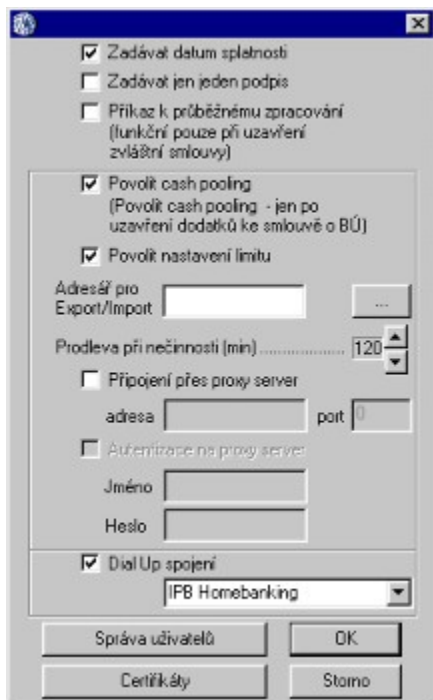 Zadávat datum splatnosti
Zadávat jen jeden podpis
Příkaz k průběžnému zpracování
(funkční pouze při uzavření
zvláštní smlouvy)
Povolit cash pooling
(Povolit cash pooling - jen po
uzavření dodatků ke smlouvě o BÚ)
Povolit nastavení limitu
Adresář pro
Export/Import
...
Prodleva při nečinnosti (min) ..................... 120
Připojení přes proxy server
adresa port 0
Autentizace na proxy server
Jméno
Heslo
Dial Up spojení
IPB Homebanking
Správa uživatelů OK
Certifikáty Storno